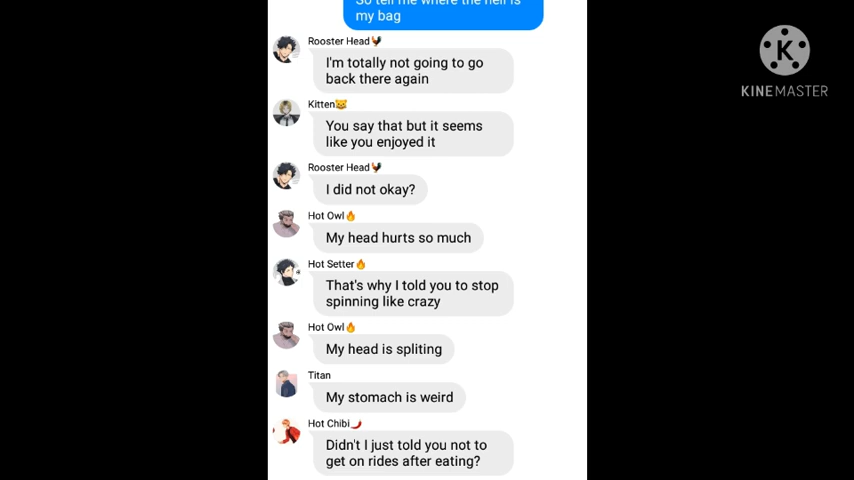 So tell me where the hell is
my bag
Rooster Head🐓
I'm totally not going to go
back there again
Kitten🐱
You say that but it seems
like you enjoyed it
Rooster Head🐓
I did not okay?
Hot Owl🔥
My head hurts so much
Hot Setter🔥
That's why I told you to stop
spinning like crazy
Hot Owl🔥
My head is spliting
Titan
My stomach is weird
Hot Chibi🌶️
Didn't I just told you not to
get on rides after eating?
K
KINEMASTER